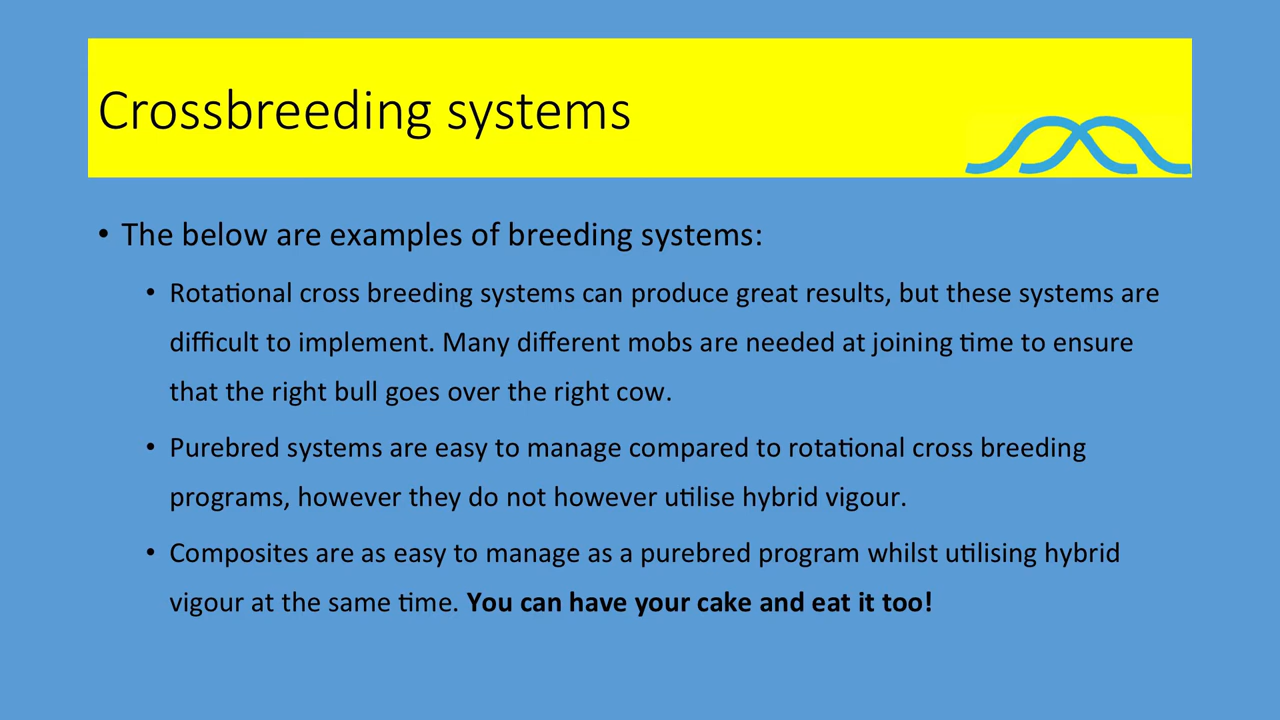 Crossbreeding systems
• The below are examples of breeding systems:
• Rotational cross breeding systems can produce great results, but these systems are
difficult to implement. Many different mobs are needed at joining time to ensure
that the right bull goes over the right cow.
• Purebred systems are easy to manage compared to rotational cross breeding
programs, however they do not however utilise hybrid vigour.
• Composites are as easy to manage as a purebred program whilst utilising hybrid
vigour at the same time. You can have your cake and eat it too!